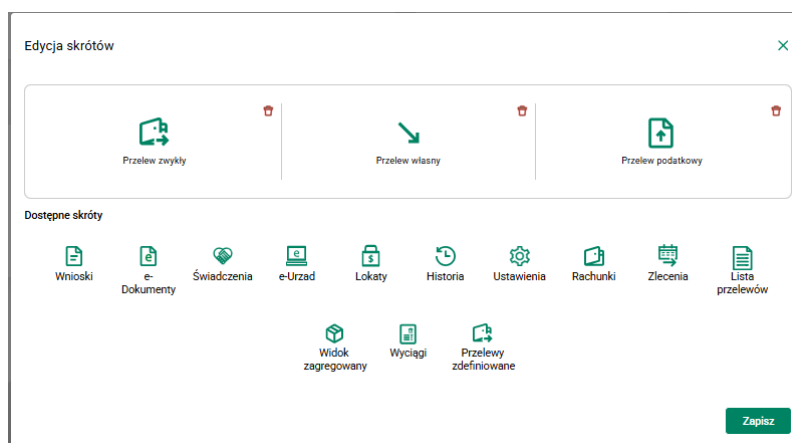 Edycja skrótów
Przelew zwykły
Przelew własny
Przelew podatkowy
Dostępne skróty
Wnioski
e-
Dokumenty
Świadczenia
e-Urzad
Lokaty
Historia
Ustawienia
Rachunki
Zlecenia
Lista
przelewów
Widok
zagregowany
Wyciągi
Przelewy
zdefiniowane
Zapisz